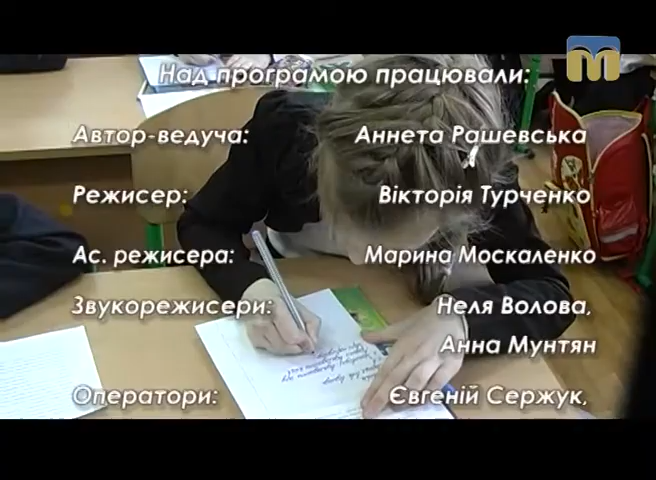 Над програмою працювали:
Автор-ведуча: Аннета Рашевська
Режисер: Вікторія Турченко
Ас. режисера: Марина Москаленко
Звукорежисери: Неля Волова,
Анна Мунтян
Оператори: Євгеній Сержук,